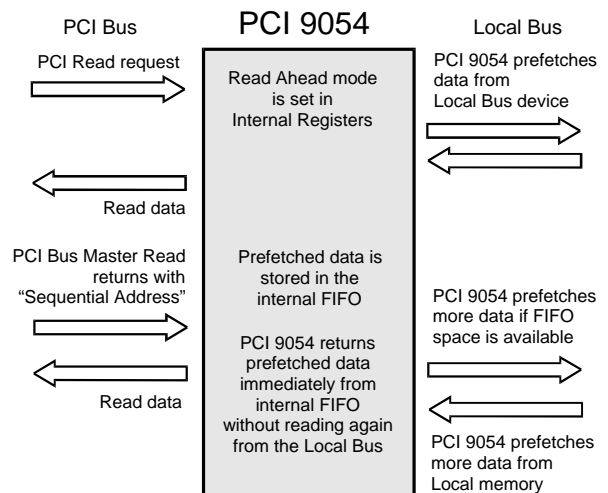 PCI Bus
PCI 9054
Local Bus
PCI Read request
Read Ahead mode
is set in
Internal Registers
PCI 9054 prefetches
data from
Local Bus device
Read data
PCI Bus Master Read
returns with
“Sequential Address”
Prefetched data is
stored in the
internal FIFO
PCI 9054 prefetches
more data if FIFO
space is available
PCI 9054 returns
prefetched data
immediately from
internal FIFO
without reading again
from the Local Bus
Read data
PCI 9054 prefetches
more data from
Local memory